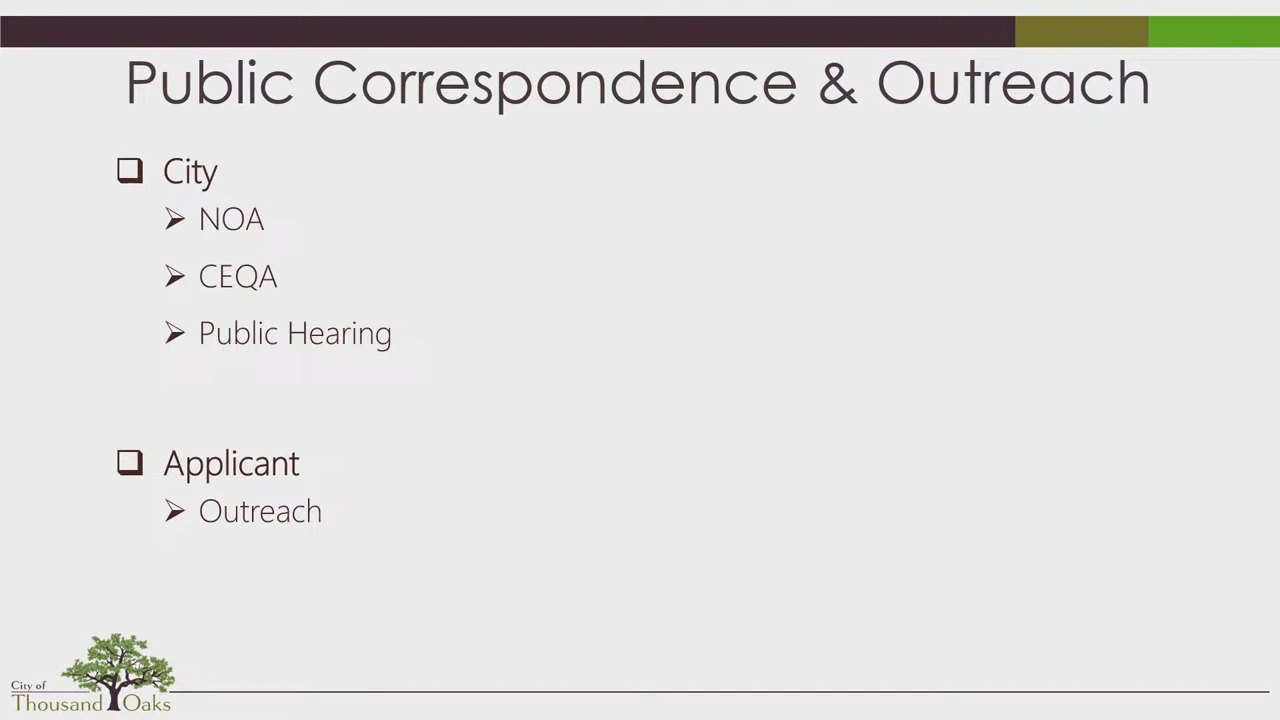 Public Correspondence & Outreach
City
NOA
CEQA
Public Hearing
Applicant
Outreach
City of
Thousand Oaks